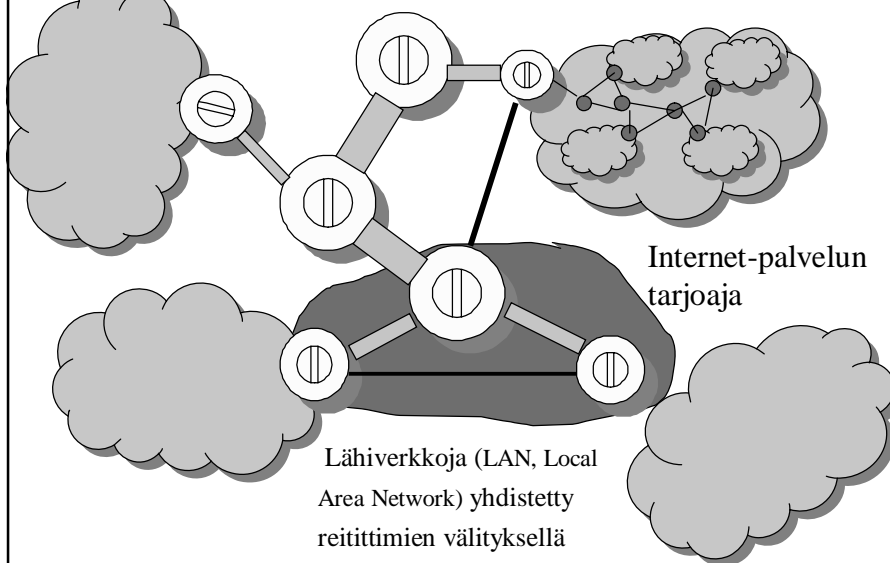 Internet-palvelun
tarjoaja
Lähiverkkoja (LAN, Local
Area Network) yhdistetty
reitittimien välityksellä